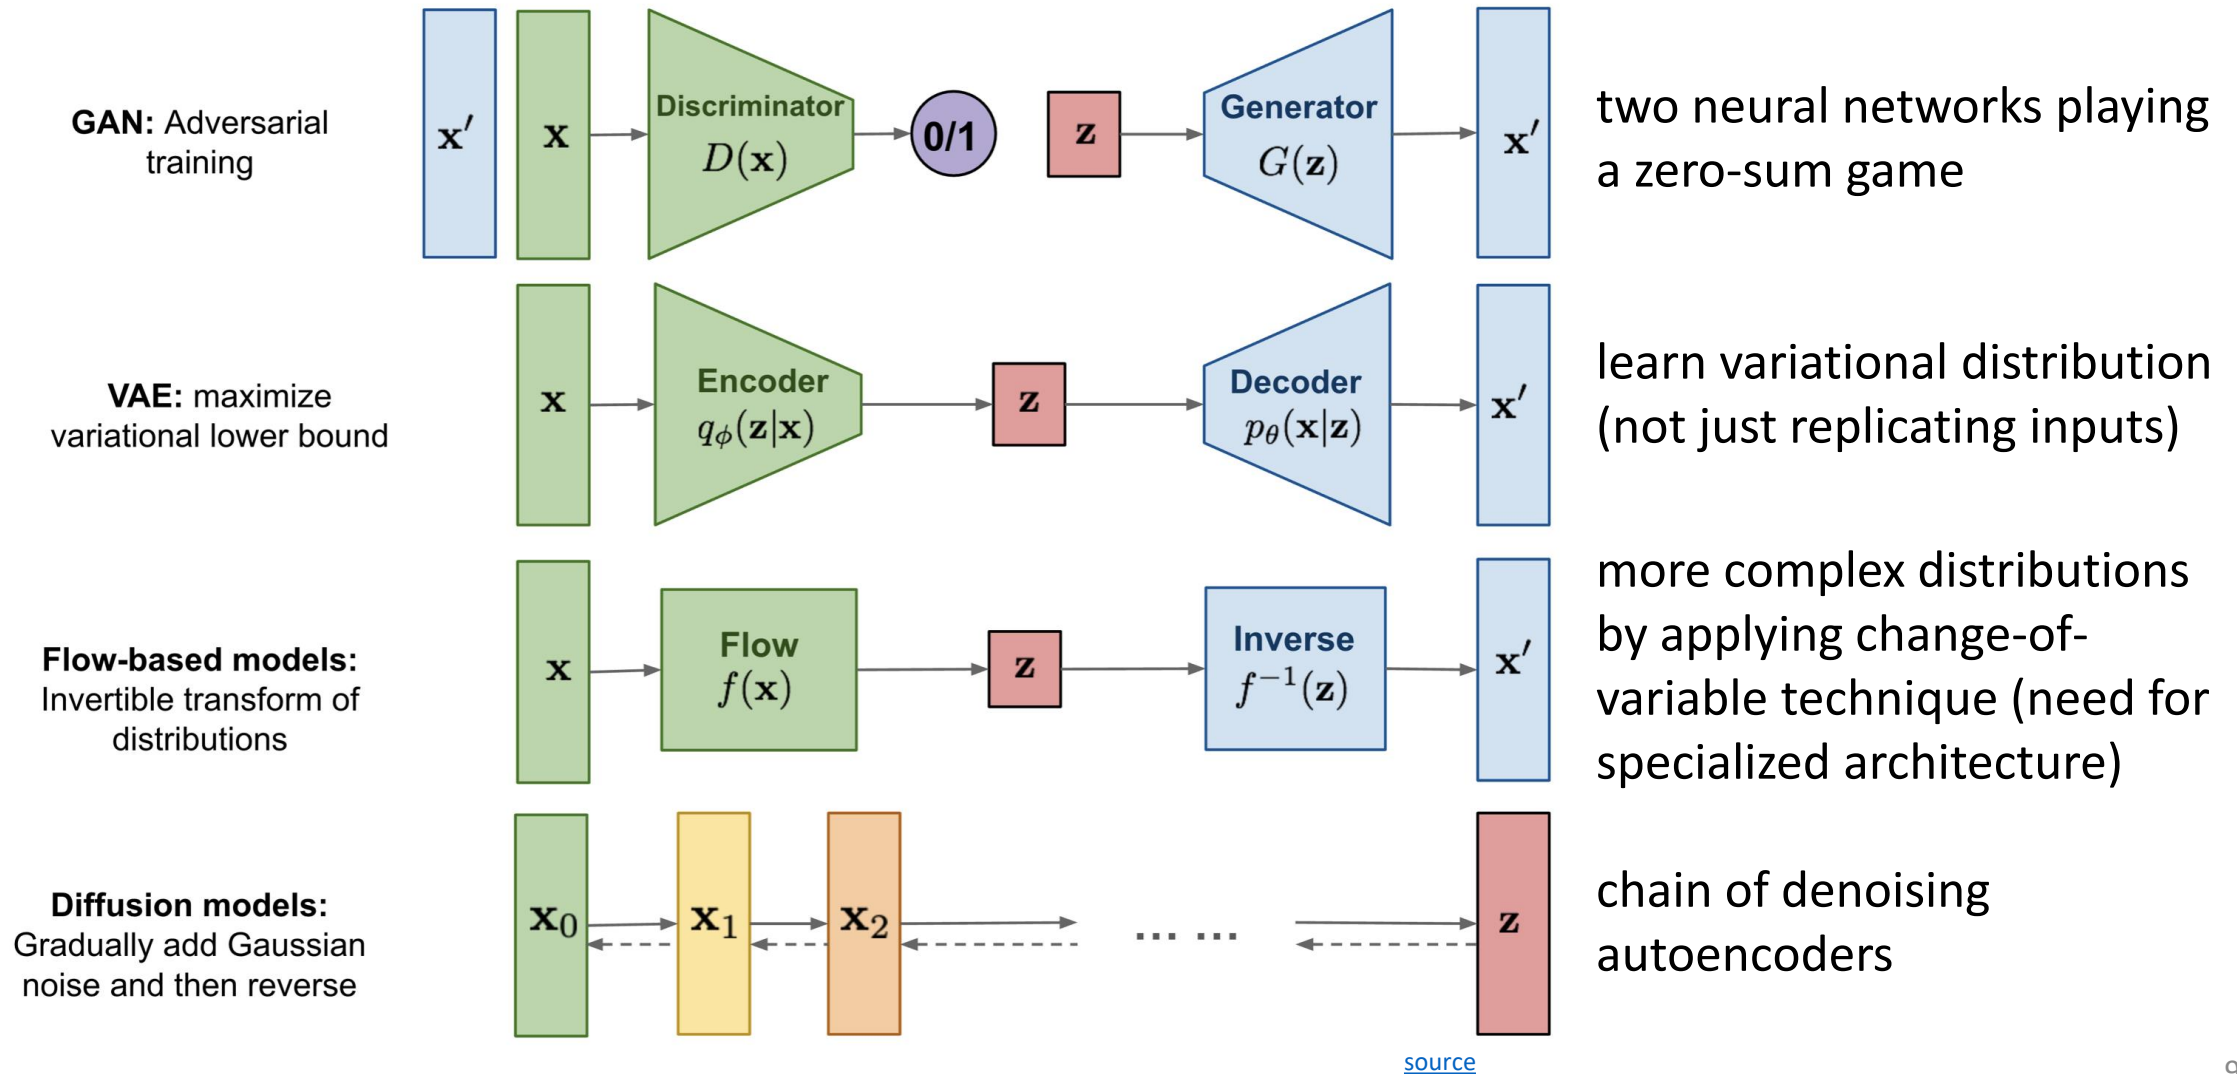 GAN: Adversarial
training
x′
x
Discriminator
D(x)
0/1
z
Generator
G(z)
x′
two neural networks playing
a zero-sum game
VAE: maximize
variational lower bound
x
Encoder
qϕ(z|x)
z
Decoder
pθ(x|z)
x′
learn variational distribution
(not just replicating inputs)
Flow-based models:
Invertible transform of
distributions
x
Flow
f(x)
z
Inverse
f⁻¹(z)
x′
more complex distributions
by applying change-of-
variable technique (need for
specialized architecture)
Diffusion models:
Gradually add Gaussian
noise and then reverse
x₀
x₁
x₂
... ...
z
chain of denoising
autoencoders
source